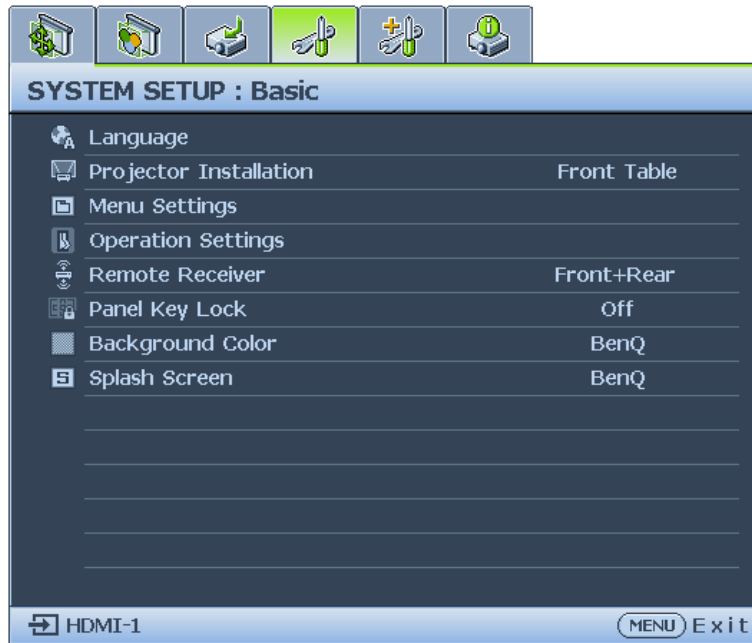 SYSTEM SETUP : Basic
Language
Projector Installation Front Table
Menu Settings
Operation Settings
Remote Receiver Front+Rear
Panel Key Lock Off
Background Color BenQ
Splash Screen BenQ
HDMI-1 MENU Exit